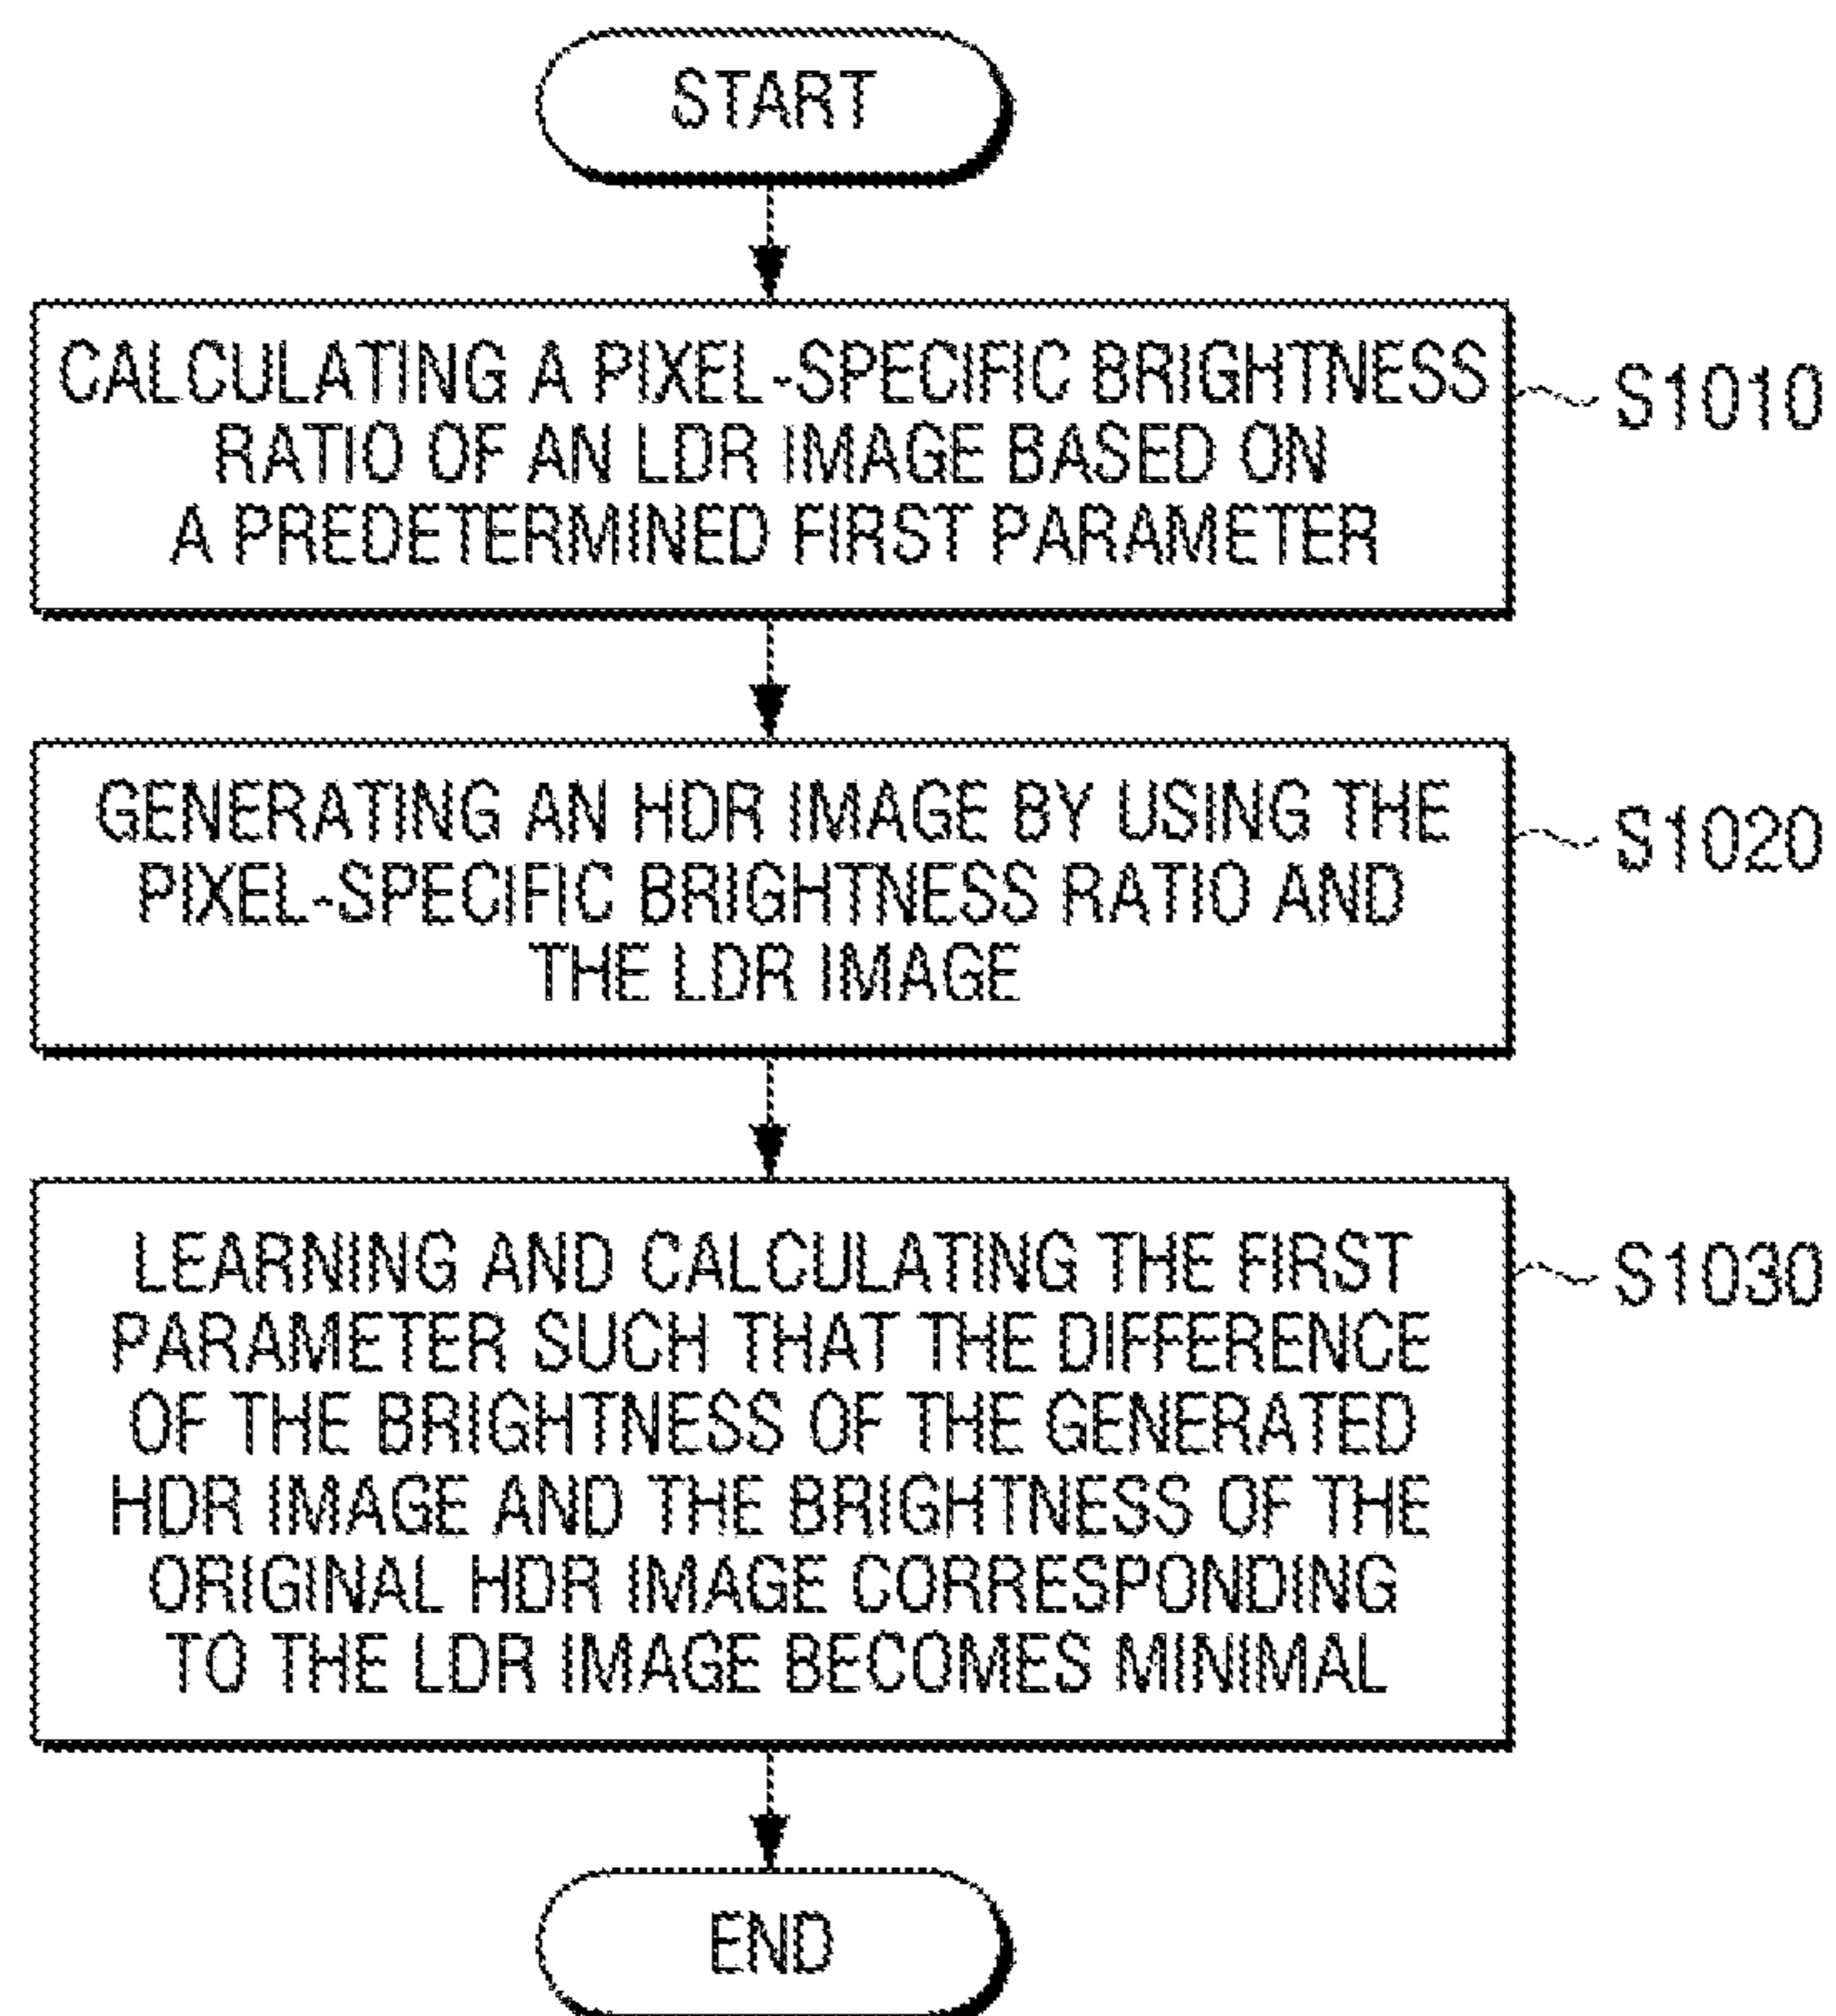 START
CALCULATING A PIXEL-SPECIFIC BRIGHTNESS
RATIO OF AN LDR IMAGE BASED ON
A PREDETERMINED FIRST PARAMETER
S1010
GENERATING AN HDR IMAGE BY USING THE
PIXEL-SPECIFIC BRIGHTNESS RATIO AND
THE LDR IMAGE
S1020
LEARNING AND CALCULATING THE FIRST
PARAMETER SUCH THAT THE DIFFERENCE
OF THE BRIGHTNESS OF THE GENERATED
HDR IMAGE AND THE BRIGHTNESS OF THE
ORIGINAL HDR IMAGE CORRESPONDING
TO THE LDR IMAGE BECOMES MINIMAL
S1030
END